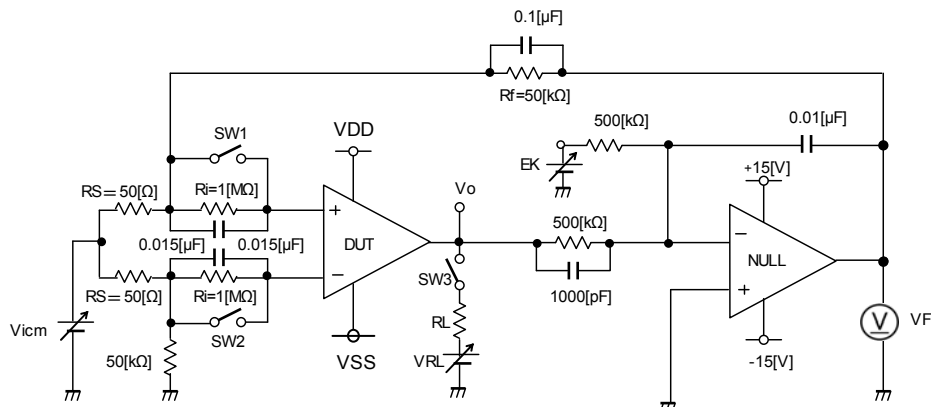 0.1[µF]
Rf=50[kΩ]
500[kΩ]
0.01[µF]
SW1
VDD
EK
+15[V]
RS=50[Ω]
Ri=1[MΩ]
Vo
+
DUT
−
500[kΩ]
−
NULL
+
0.015[µF]
0.015[µF]
SW3
1000[pF]
RS=50[Ω]
Ri=1[MΩ]
RL
V
VF
Vicm
SW2
VSS
VRL
-15[V]
50[kΩ]